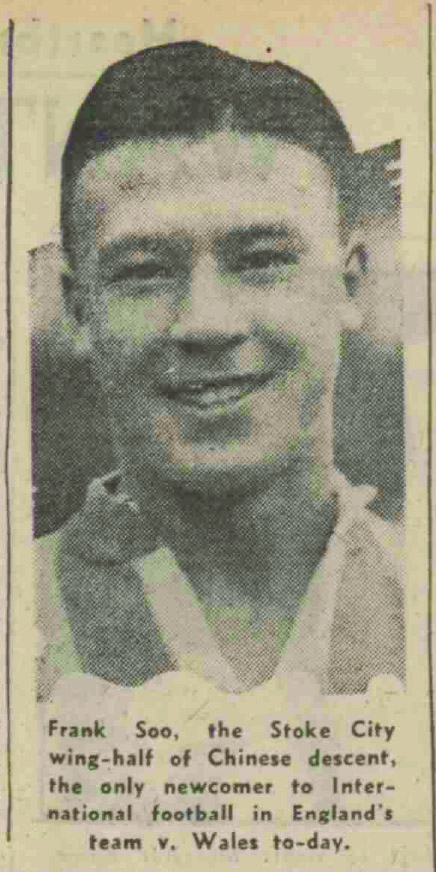 Frank Soo, the Stoke City
wing-half of Chinese descent,
the only newcomer to Inter-
national football in England's
team v. Wales to-day.